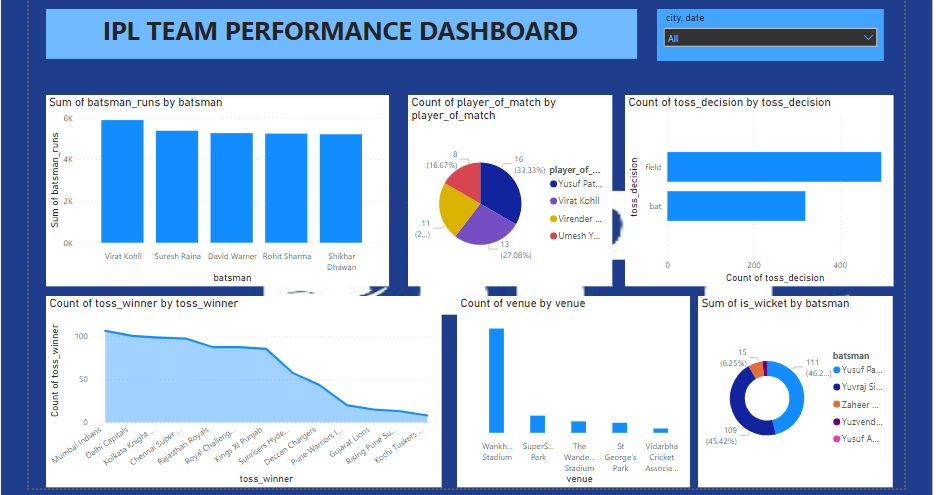 IPL TEAM PERFORMANCE DASHBOARD
city, date
All
Sum of batsman_runs by batsman
Sum of batsman_runs
6K
4K
2K
0K
Virat Kohli
Suresh Raina
David Warner
Rohit Sharma
Shikhar
Dhawan
batsman
Count of player_of_match by
player_of_match
8
(16.67%)
16
(33.33%)
11
(2...)
13
(27.08%)
player_of_...
Yusuf Pat...
Virat Kohli
Virender ...
Umesh Y...
Count of toss_decision by toss_decision
toss_decision
field
bat
0
200
400
Count of toss_decision
Count of toss_winner by toss_winner
Count of toss_winner
100
50
0
Mumbai Indians
Delhi Capitals
Kolkata Knight ...
Chennai Super ...
Rajasthan Royals
Royal Challeng...
Kings XI Punjab
Sunrisers Hyde...
Deccan Chargers
Pune Warriors I...
Gujarat Lions
Rising Pune Su...
Kochi Tuskers ...
toss_winner
Count of venue by venue
Wankh...
Stadium
SuperS...
Park
The
Wande...
Stadium
St
George's
Park
Vidarbha
Cricket
Associa...
venue
Sum of is_wicket by batsman
15
(6.25%)
111
(46.2...)
109
(45.42%)
batsman
Yusuf Pa...
Yuvraj Si...
Zaheer ...
Yuzvend...
Yusuf A...